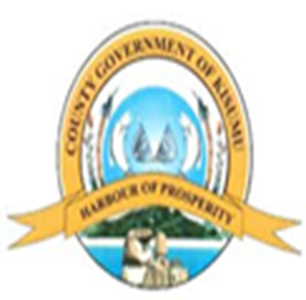 COUNTY GOVERNMENT OF KISUMU
HARBOUR OF PROSPERITY